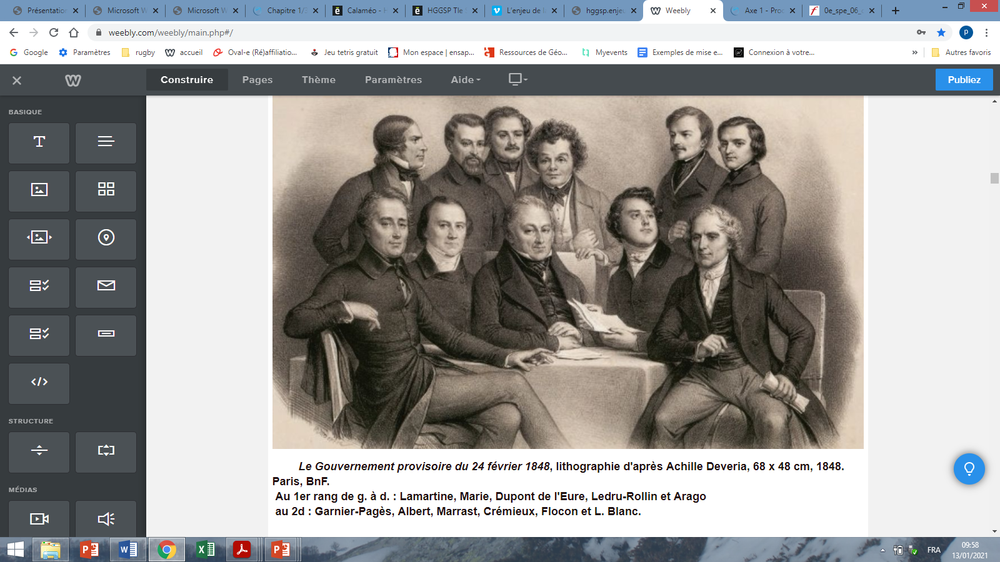 Présentation
Microsoft W
Microsoft W
Chapitre 1/3
Calaméo - H
HGGSP Tle
L'enjeu de la
hggsp.enjeu
Weebly
Axe 1 - Proc
0e_spe_06_
weebly.com/weebly/main.php#/
p
Google
Paramètres
rugby
accueil
Oval-e (Ré)affiliatio...
Jeu tetris gratuit
Mon espace | ensap...
Ressources de Géo...
Myevents
Exemples de mise e...
Connexion à votre...
»
Autres favoris
Construire
Pages
Thème
Paramètres
Aide
Publiez
BASIQUE
STRUCTURE
MÉDIAS
Le Gouvernement provisoire du 24 février 1848, lithographie d'après Achille Deveria, 68 x 48 cm, 1848.
Paris, BnF.
Au 1er rang de g. à d. : Lamartine, Marie, Dupont de l'Eure, Ledru-Rollin et Arago
au 2d : Garnier-Pagès, Albert, Marrast, Crémieux, Flocon et L. Blanc.
FRA
09:58
13/01/2021